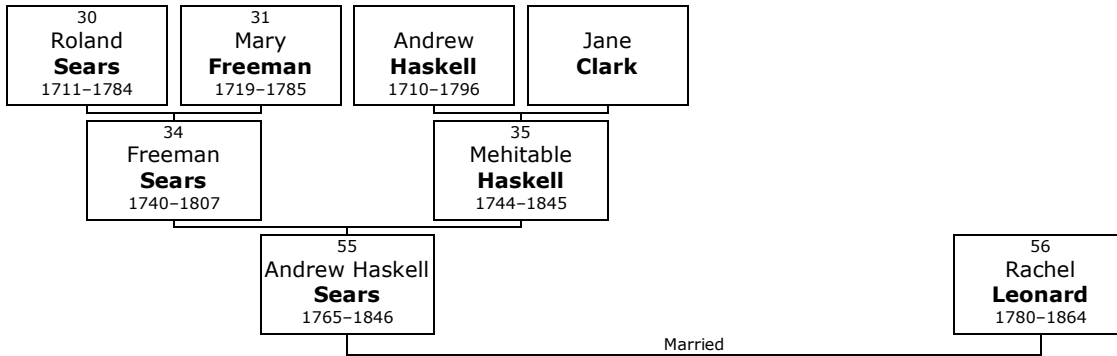 30
Roland
Sears
1711–1784
31
Mary
Freeman
1719–1785
Andrew
Haskell
1710–1796
Jane
Clark
34
Freeman
Sears
1740–1807
35
Mehitable
Haskell
1744–1845
55
Andrew Haskell
Sears
1765–1846
56
Rachel
Leonard
1780–1864
Married